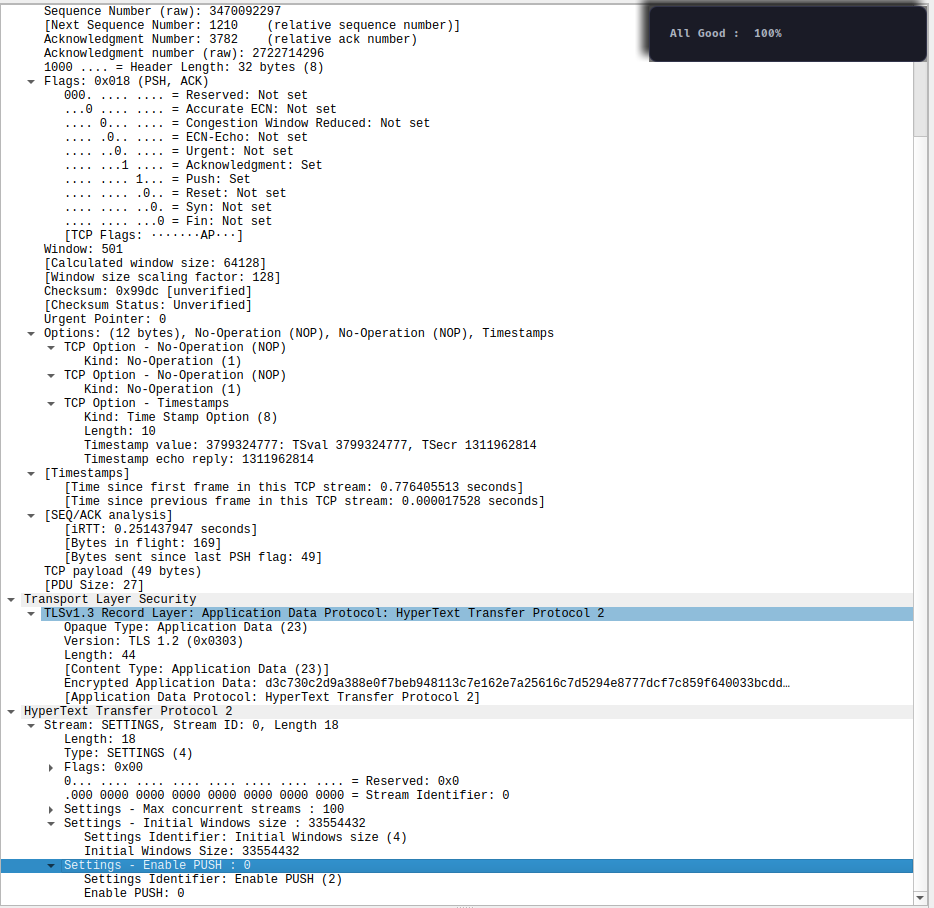 Sequence Number (raw): 3470092297
[Next Sequence Number: 1210    (relative sequence number)]
Acknowledgment Number: 3782    (relative ack number)
Acknowledgment number (raw): 2722714296
1000 .... = Header Length: 32 bytes (8)
Flags: 0x018 (PSH, ACK)
000. .... .... = Reserved: Not set
...0 .... .... = Accurate ECN: Not set
.... 0... .... = Congestion Window Reduced: Not set
.... .0.. .... = ECN-Echo: Not set
.... ..0. .... = Urgent: Not set
.... ...1 .... = Acknowledgment: Set
.... .... 1... = Push: Set
.... .... .0.. = Reset: Not set
.... .... ..0. = Syn: Not set
.... .... ...0 = Fin: Not set
[TCP Flags: ·······AP···]
Window: 501
[Calculated window size: 64128]
[Window size scaling factor: 128]
Checksum: 0x99dc [unverified]
[Checksum Status: Unverified]
Urgent Pointer: 0
Options: (12 bytes), No-Operation (NOP), No-Operation (NOP), Timestamps
TCP Option - No-Operation (NOP)
Kind: No-Operation (1)
TCP Option - No-Operation (NOP)
Kind: No-Operation (1)
TCP Option - Timestamps
Kind: Time Stamp Option (8)
Length: 10
Timestamp value: 3799324777: TSval 3799324777, TSecr 1311962814
Timestamp echo reply: 1311962814
[Timestamps]
[Time since first frame in this TCP stream: 0.776405513 seconds]
[Time since previous frame in this TCP stream: 0.000017528 seconds]
[SEQ/ACK analysis]
[iRTT: 0.251437947 seconds]
[Bytes in flight: 169]
[Bytes sent since last PSH flag: 49]
TCP payload (49 bytes)
[PDU Size: 27]
Transport Layer Security
TLSv1.3 Record Layer: Application Data Protocol: HyperText Transfer Protocol 2
Opaque Type: Application Data (23)
Version: TLS 1.2 (0x0303)
Length: 44
[Content Type: Application Data (23)]
Encrypted Application Data: d3c730c2d9a388e0f7beb948113c7e162e7a25616c7d5294e8777dcf7c859f640033bcdd…
[Application Data Protocol: HyperText Transfer Protocol 2]
HyperText Transfer Protocol 2
Stream: SETTINGS, Stream ID: 0, Length 18
Length: 18
Type: SETTINGS (4)
Flags: 0x00
0... .... .... .... .... .... .... .... = Reserved: 0x0
.000 0000 0000 0000 0000 0000 0000 0000 = Stream Identifier: 0
Settings - Max concurrent streams : 100
Settings - Initial Windows size : 33554432
Settings Identifier: Initial Windows size (4)
Initial Windows Size: 33554432
Settings - Enable PUSH : 0
Settings Identifier: Enable PUSH (2)
Enable PUSH: 0
All Good :  100%